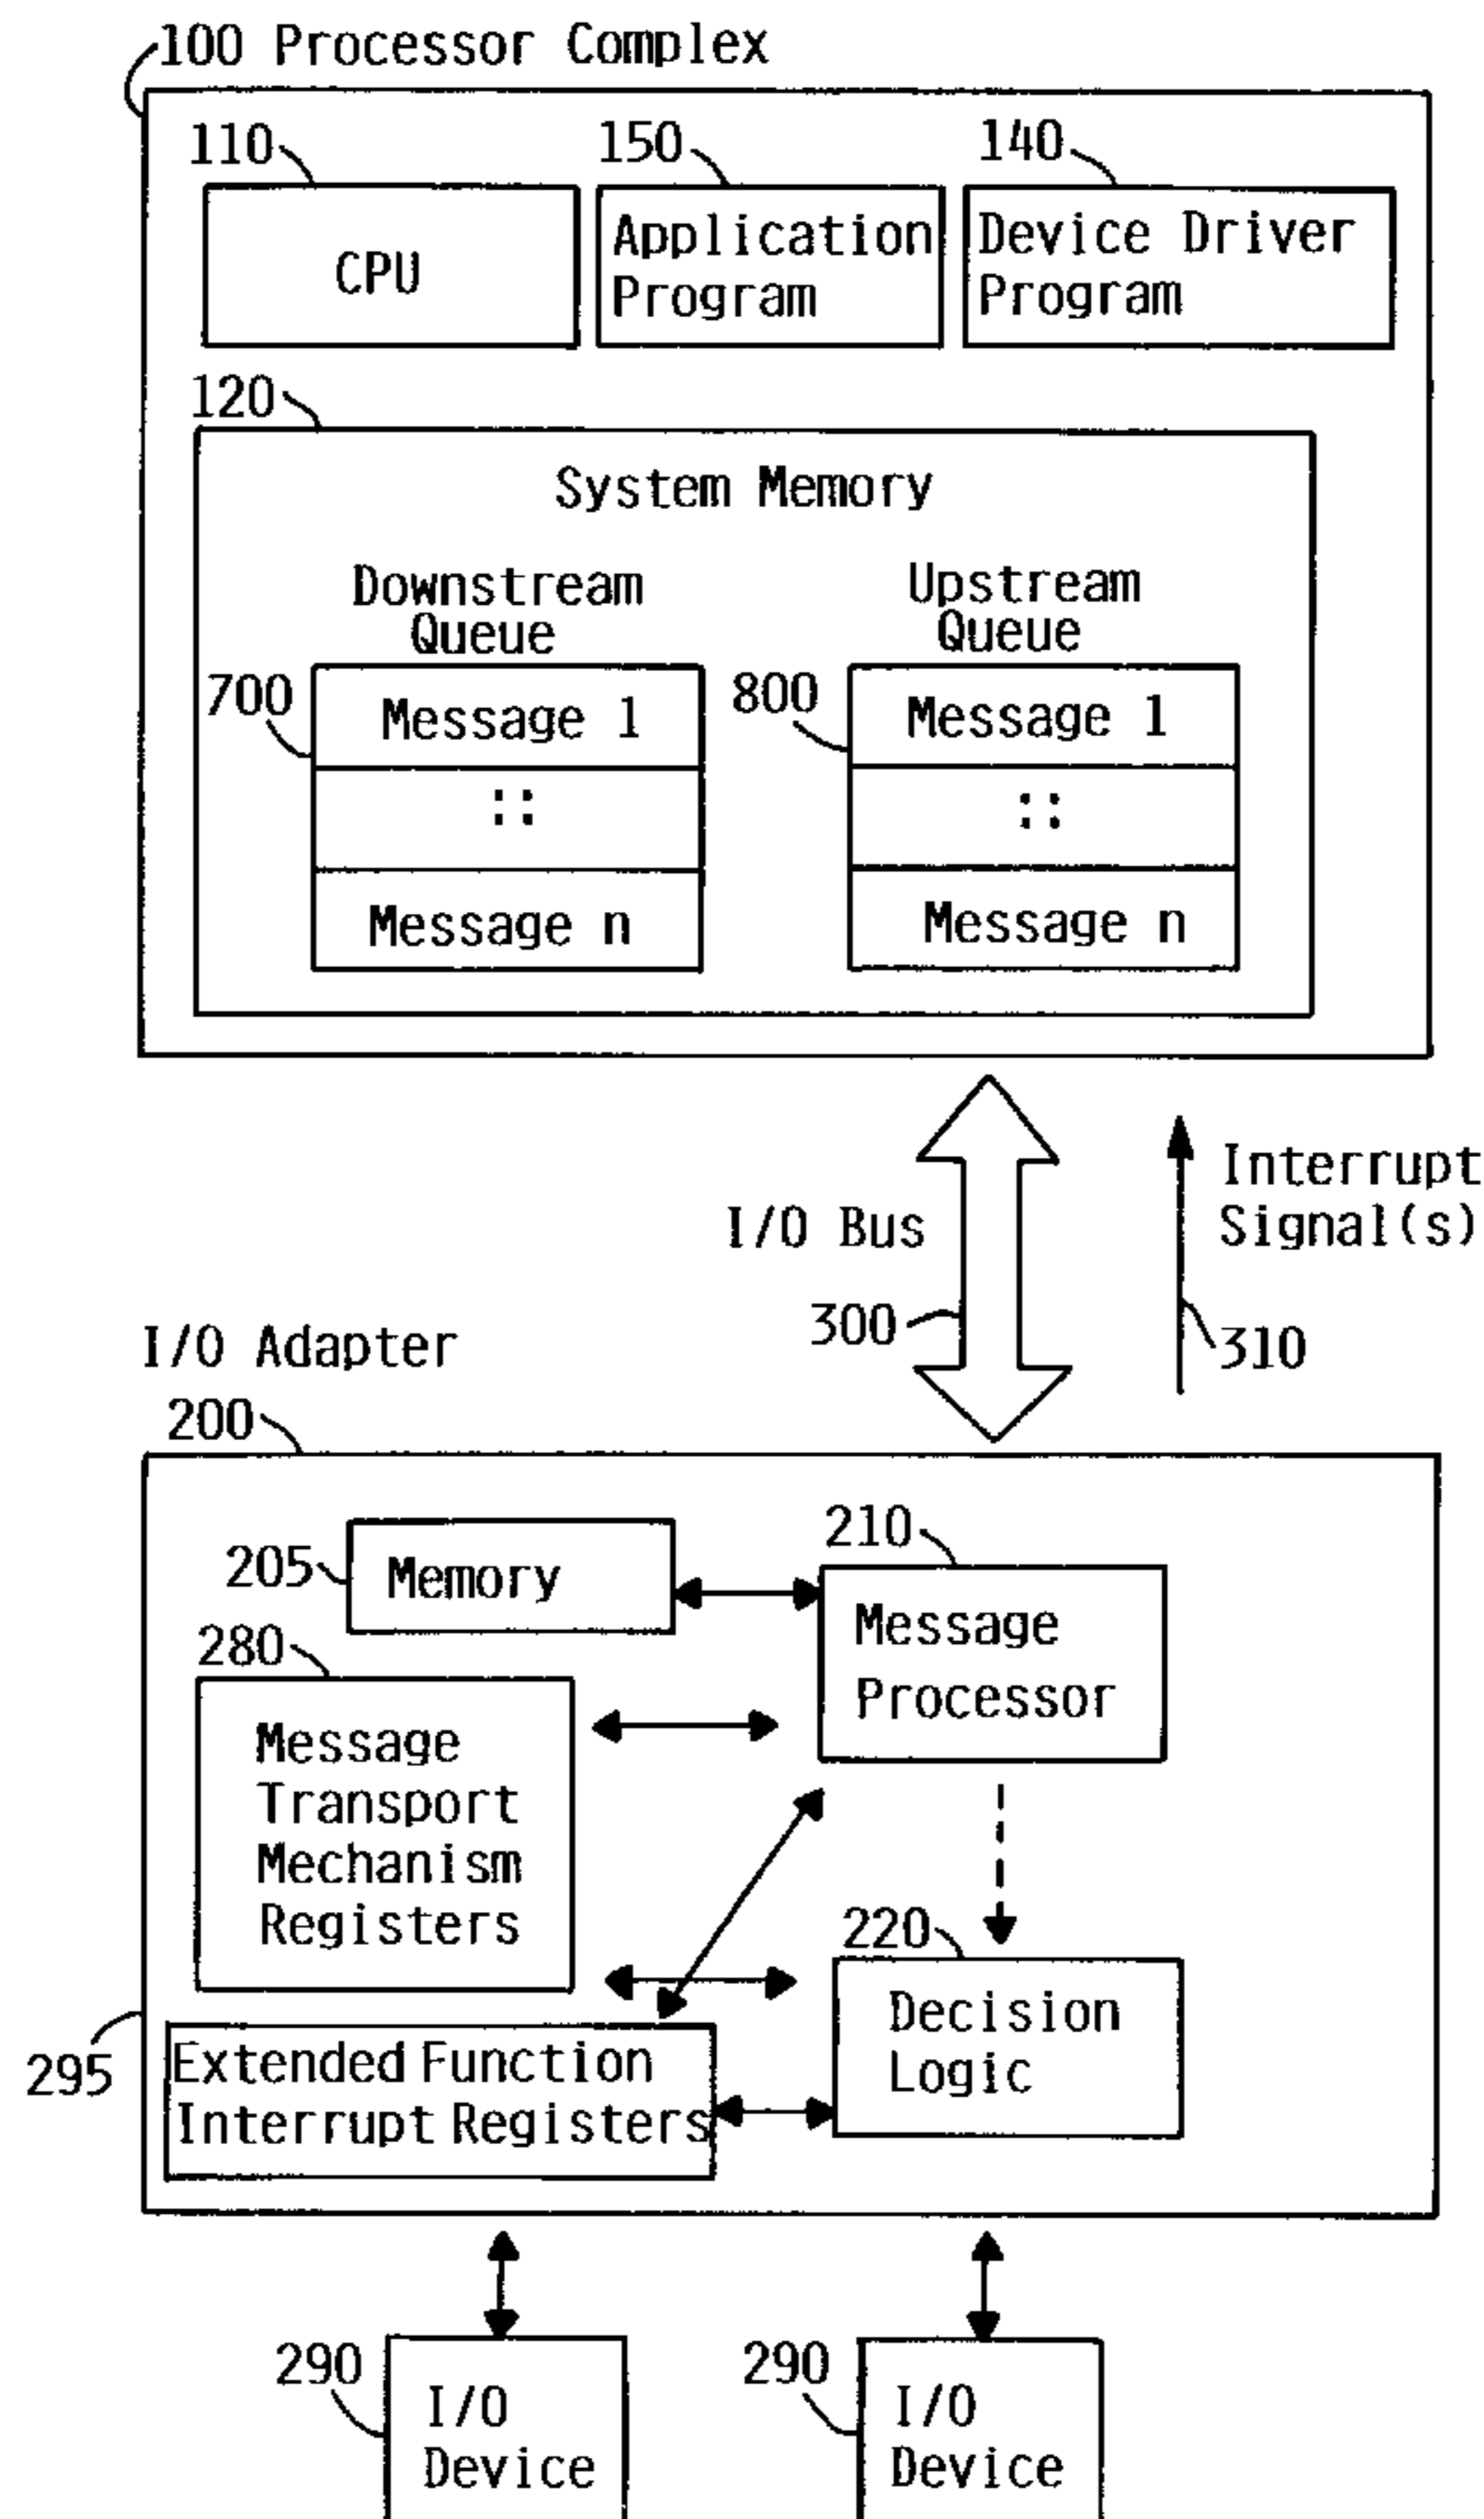 100 Processor Complex
110
150
140
CPU
Application
Program
Device Driver
Program
120
System Memory
Downstream
Queue
Upstream
Queue
700
Message 1
::
Message n
800
Message 1
::
Message n
I/O Bus
300
Interrupt
Signal(s)
310
I/O Adapter
200
205
Memory
210
Message
Processor
280
Message
Transport
Mechanism
Registers
220
Decision
Logic
295
Extended Function
Interrupt Registers
290
I/O
Device
290
I/O
Device